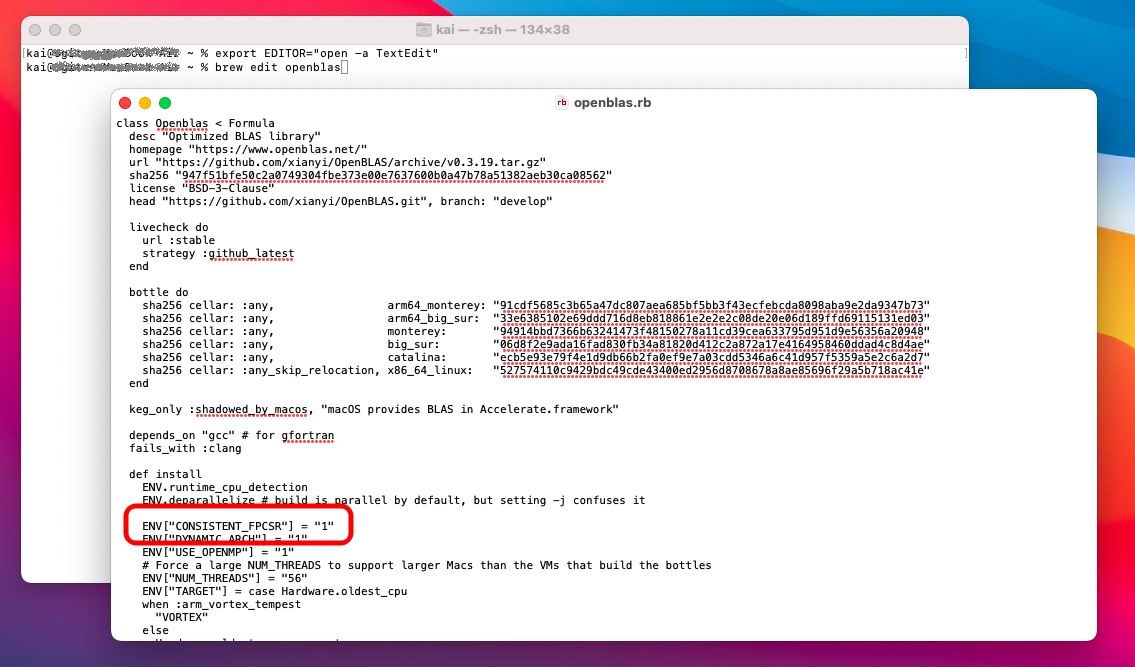 kai — -zsh — 134×38
kai@ ~ % export EDITOR="open -a TextEdit"
kai@ ~ % brew edit openblas
openblas.rb
class Openblas < Formula
  desc "Optimized BLAS library"
  homepage "https://www.openblas.net/"
  url "https://github.com/xianyi/OpenBLAS/archive/v0.3.19.tar.gz"
  sha256 "947f51bfe50c2a0749304fbe373e00e7637600b0a47b78a51382aeb30ca08562"
  license "BSD-3-Clause"
  head "https://github.com/xianyi/OpenBLAS.git", branch: "develop"
  livecheck do
    url :stable
    strategy :github_latest
  end
  bottle do
    sha256 cellar: :any,                 arm64_monterey: "91cdf5685c3b65a47dc807aea685bf5bb3f43ecfebcda8098aba9e2da9347b73"
    sha256 cellar: :any,                 arm64_big_sur:  "33e6385102e69ddd716d8eb818861e2e2e2c08de20e06d189ffd69115131ed03"
    sha256 cellar: :any,                 monterey:       "94914bbd7366b63241473f48150278a11cd39cea633795d951d9e56356a20948"
    sha256 cellar: :any,                 big_sur:        "06d8f2e9ada16fad830fb34a81820d412c2a872a17e4164958460ddad4c8d4ae"
    sha256 cellar: :any,                 catalina:       "ecb5e93e79f4e1d9db66b2fa0ef9e7a03cdd5346a6c41d957f5359a5e2c6a2d7"
    sha256 cellar: :any_skip_relocation, x86_64_linux:   "527574110c9429bdc49cde43400ed2956d8708678a8ae85696f29a5b718ac41e"
  end
  keg_only :shadowed_by_macos, "macOS provides BLAS in Accelerate.framework"
  depends_on "gcc" # for gfortran
  fails_with :clang
  def install
    ENV.runtime_cpu_detection
    ENV.deparallelize # build is parallel by default, but setting -j confuses it
    ENV["CONSISTENT_FPCSR"] = "1"
    ENV["DYNAMIC_ARCH"] = "1"
    ENV["USE_OPENMP"] = "1"
    # Force a large NUM_THREADS to support larger Macs than the VMs that build the bottles
    ENV["NUM_THREADS"] = "56"
    ENV["TARGET"] = case Hardware.oldest_cpu
    when :arm_vortex_tempest
      "VORTEX"
    else